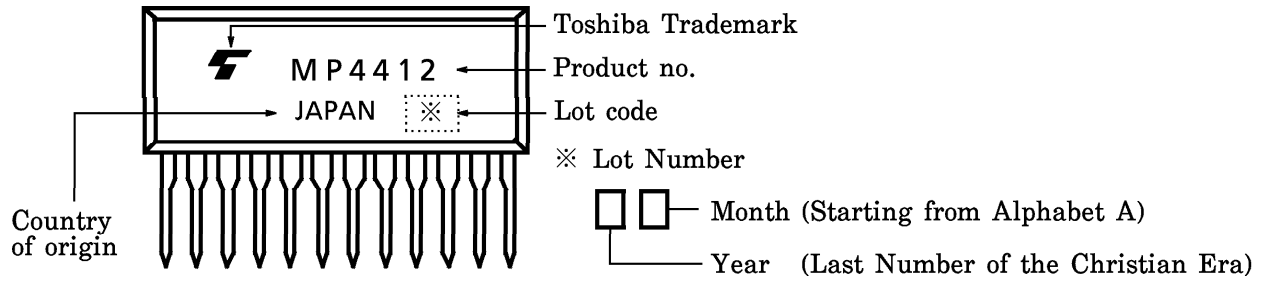 Toshiba Trademark
MP4412
Product no.
JAPAN ※
Lot code
※ Lot Number
Country
of origin
Month (Starting from Alphabet A)
Year (Last Number of the Christian Era)